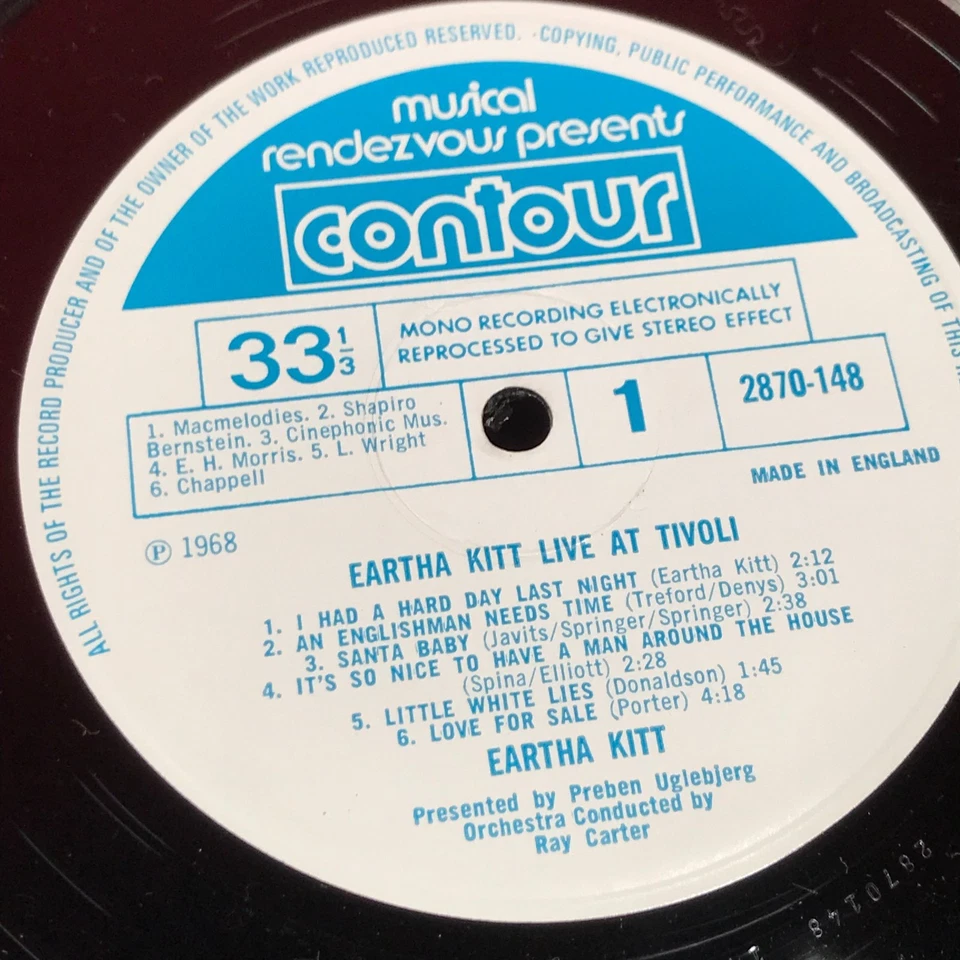 ALL RIGHTS OF THE RECORD PRODUCER AND OF THE OWNER OF THE WORK REPRODUCED RESERVED. ·COPYING, PUBLIC PERFORMANCE AND BROADCASTING OF THIS
musical
rendezvous presents
contour
33 1/3
MONO RECORDING ELECTRONICALLY
REPROCESSED TO GIVE STEREO EFFECT
1. Macmelodies. 2. Shapiro
Bernstein. 3. Cinephonic Mus.
4. E. H. Morris. 5. L. Wright
6. Chappell
1
2870-148
MADE IN ENGLAND
Ⓟ 1968
EARTHA KITT LIVE AT TIVOLI
1. I HAD A HARD DAY LAST NIGHT (Eartha Kitt) 2:12
2. AN ENGLISHMAN NEEDS TIME (Treford/Denys) 3:01
3. SANTA BABY (Javits/Springer/Springer) 2:38
4. IT'S SO NICE TO HAVE A MAN AROUND THE HOUSE
(Spina/Elliott) 2:28
5. LITTLE WHITE LIES (Donaldson) 1:45
6. LOVE FOR SALE (Porter) 4:18
EARTHA KITT
Presented by Preben Uglebjerg
Orchestra Conducted by
Ray Carter
2870148